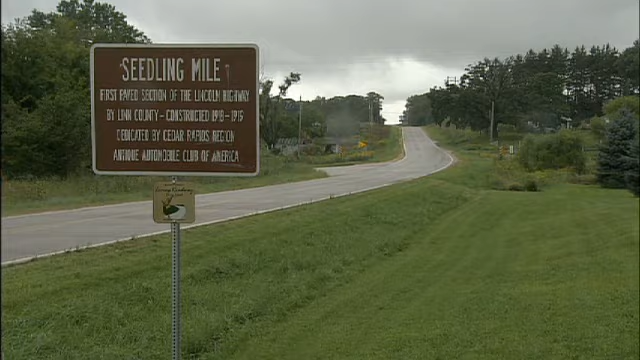 SEEDLING MILE
FIRST PAVED SECTION OF THE LINCOLN HIGHWAY
BY LINN COUNTY - CONSTRUCTED 1918 - 1919
DEDICATED BY CEDAR RAPIDS REGION
ANTIQUE AUTOMOBILE CLUB OF AMERICA